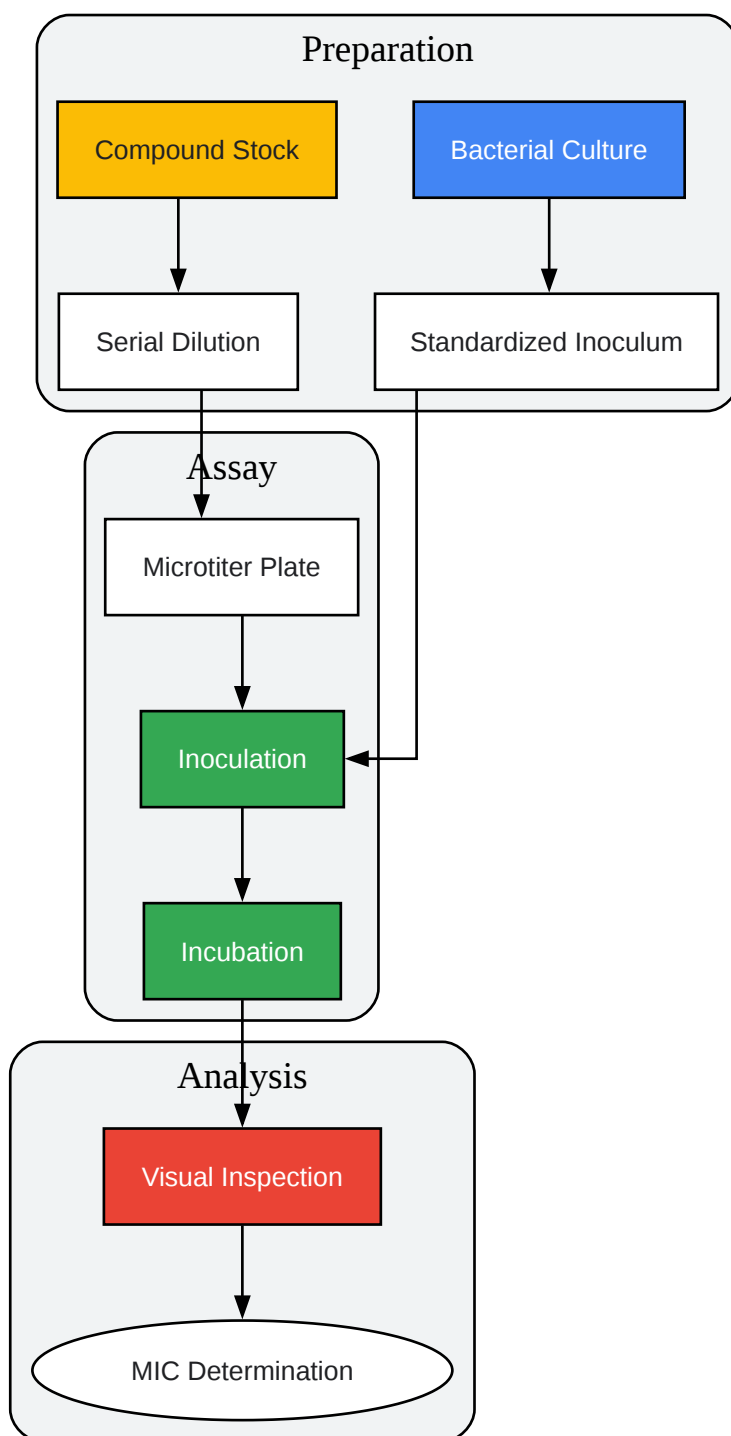 Preparation
Compound Stock
Bacterial Culture
Serial Dilution
Standardized Inoculum
Assay
Microtiter Plate
Inoculation
Incubation
Analysis
Visual Inspection
MIC Determination